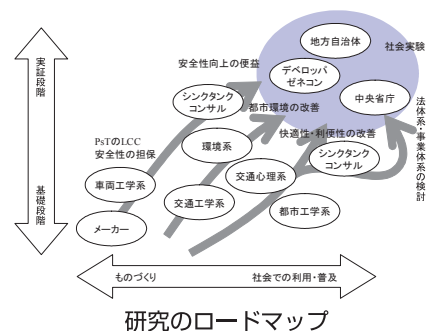 地方自治体
社会実験
安全性向上の便益
デベロッパ
ゼネコン
実証段階
シンクタンク
コンサル
中央省庁
都市環境の改善
快適性・利便性の改善
法体系・事業体系の検討
PsTのLCC
安全性の担保
環境系
シンクタンク
コンサル
車両工学系
交通心理系
基礎段階
交通工学系
都市工学系
メーカー
ものづくり
社会での利用・普及
研究のロードマップ